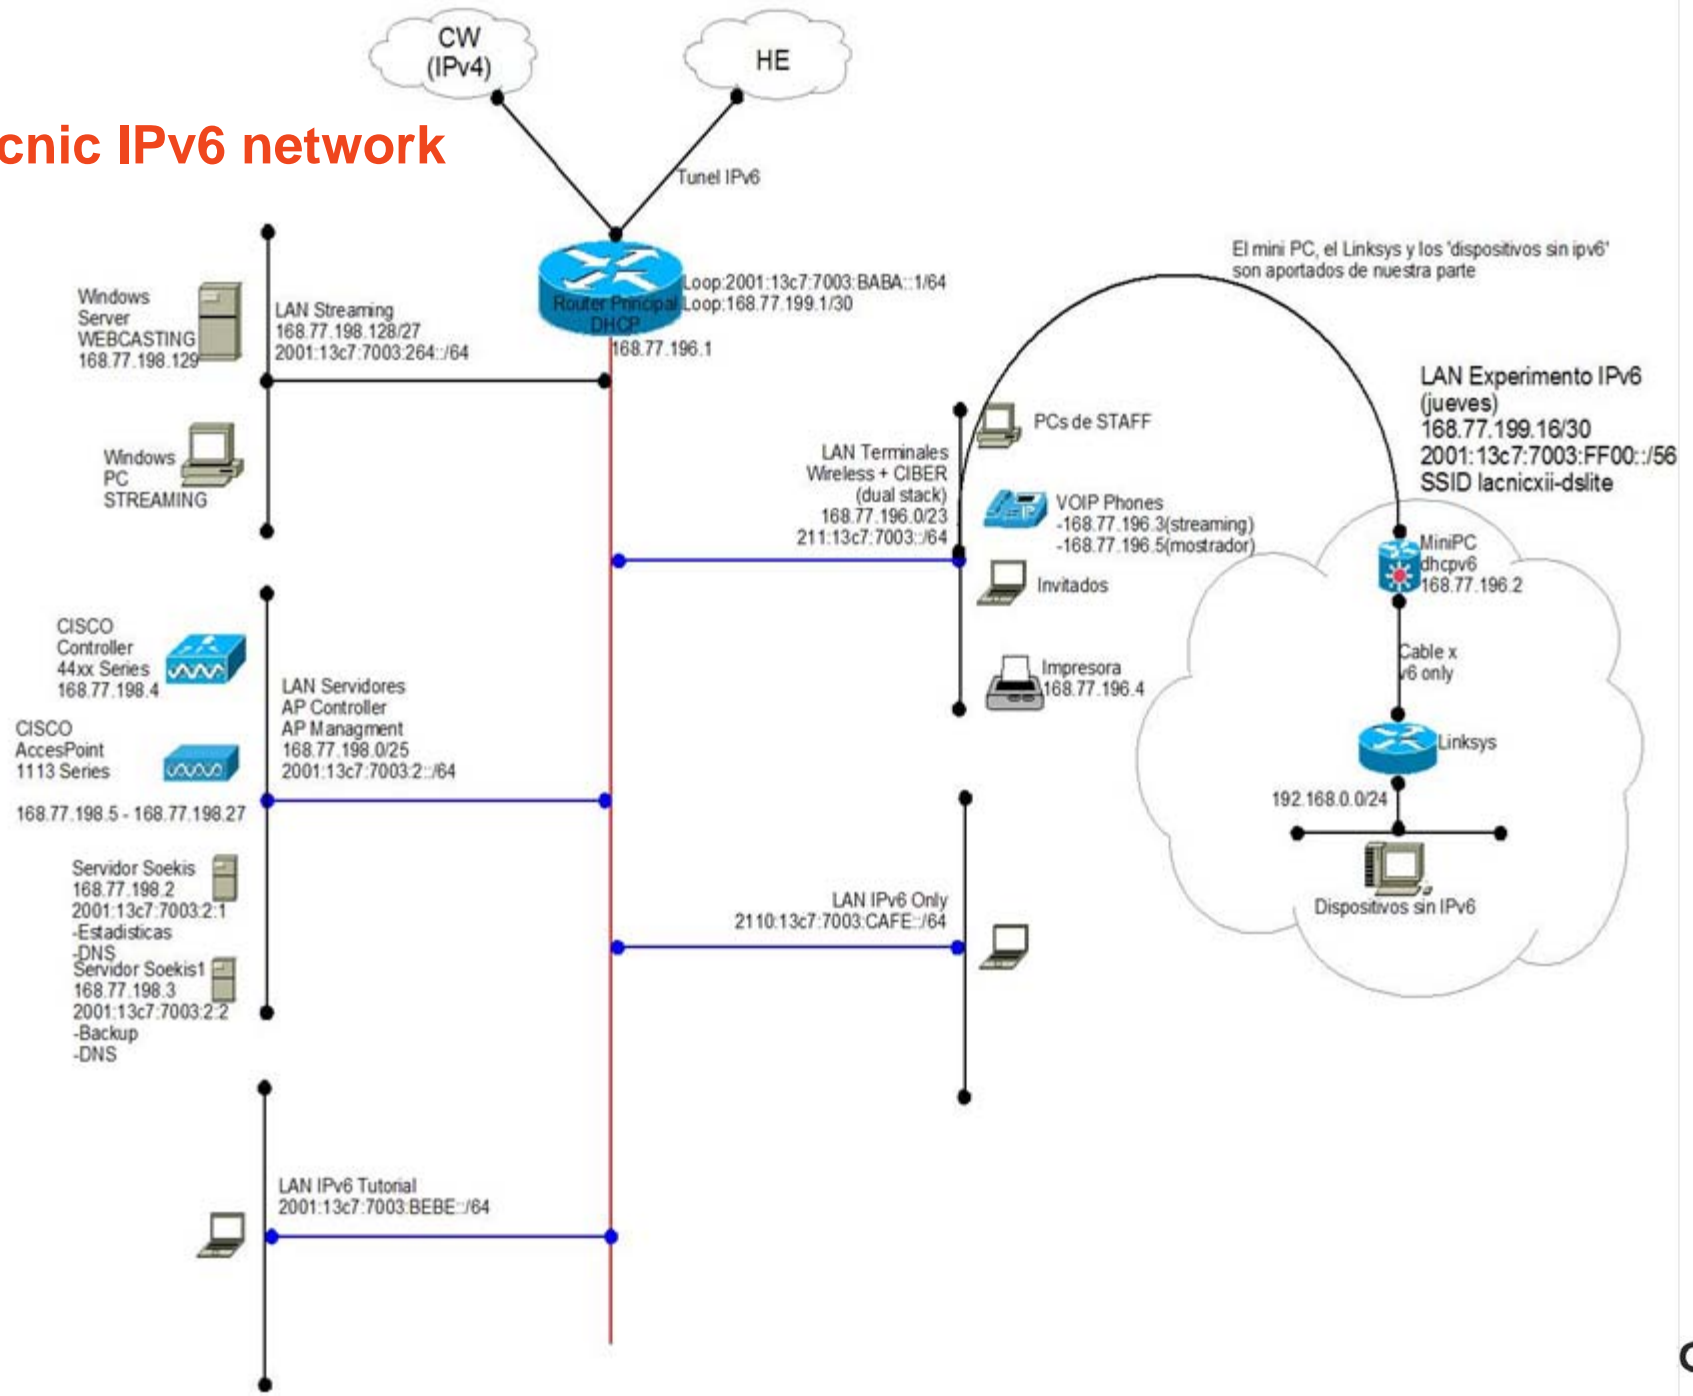 CW
(IPv4)
HE
cnic IPv6 network
Tunel IPv6
Loop:2001:13c7:7003:BABA::1/64
Router Principal
Loop:168.77.199.1/30
DHCP
168.77.196.1
El mini PC, el Linksys y los 'dispositivos sin ipv6'
son aportados de nuestra parte
Windows
Server
WEBCASTING
168.77.198.129
LAN Streaming
168.77.198.128/27
2001:13c7:7003:264::/64
Windows
PC
STREAMING
LAN Terminales
Wireless + CIBER
(dual stack)
168.77.196.0/23
211:13c7:7003::/64
PCs de STAFF
VOIP Phones
-168.77.196.3(streaming)
-168.77.196.5(mostrador)
Invitados
Impresora
168.77.196.4
LAN Experimento IPv6
(jueves)
168.77.199.16/30
2001:13c7:7003:FF00::/56
SSID lacnicxii-dslite
MiniPC
dhcpv6
168.77.196.2
Cable x
v6 only
Linksys
192.168.0.0/24
Dispositivos sin IPv6
CISCO
Controller
44xx Series
168.77.198.4
CISCO
AccesPoint
1113 Series
168.77.198.5 - 168.77.198.27
LAN Servidores
AP Controller
AP Managment
168.77.198.0/25
2001:13c7:7003:2::/64
Servidor Soekis
168.77.198.2
2001:13c7:7003:2:1
-Estadisticas
-DNS
Servidor Soekis1
168.77.198.3
2001:13c7:7003:2:2
-Backup
-DNS
LAN IPv6 Only
2110:13c7:7003:CAFE::/64
LAN IPv6 Tutorial
2001:13c7:7003:BEBE::/64